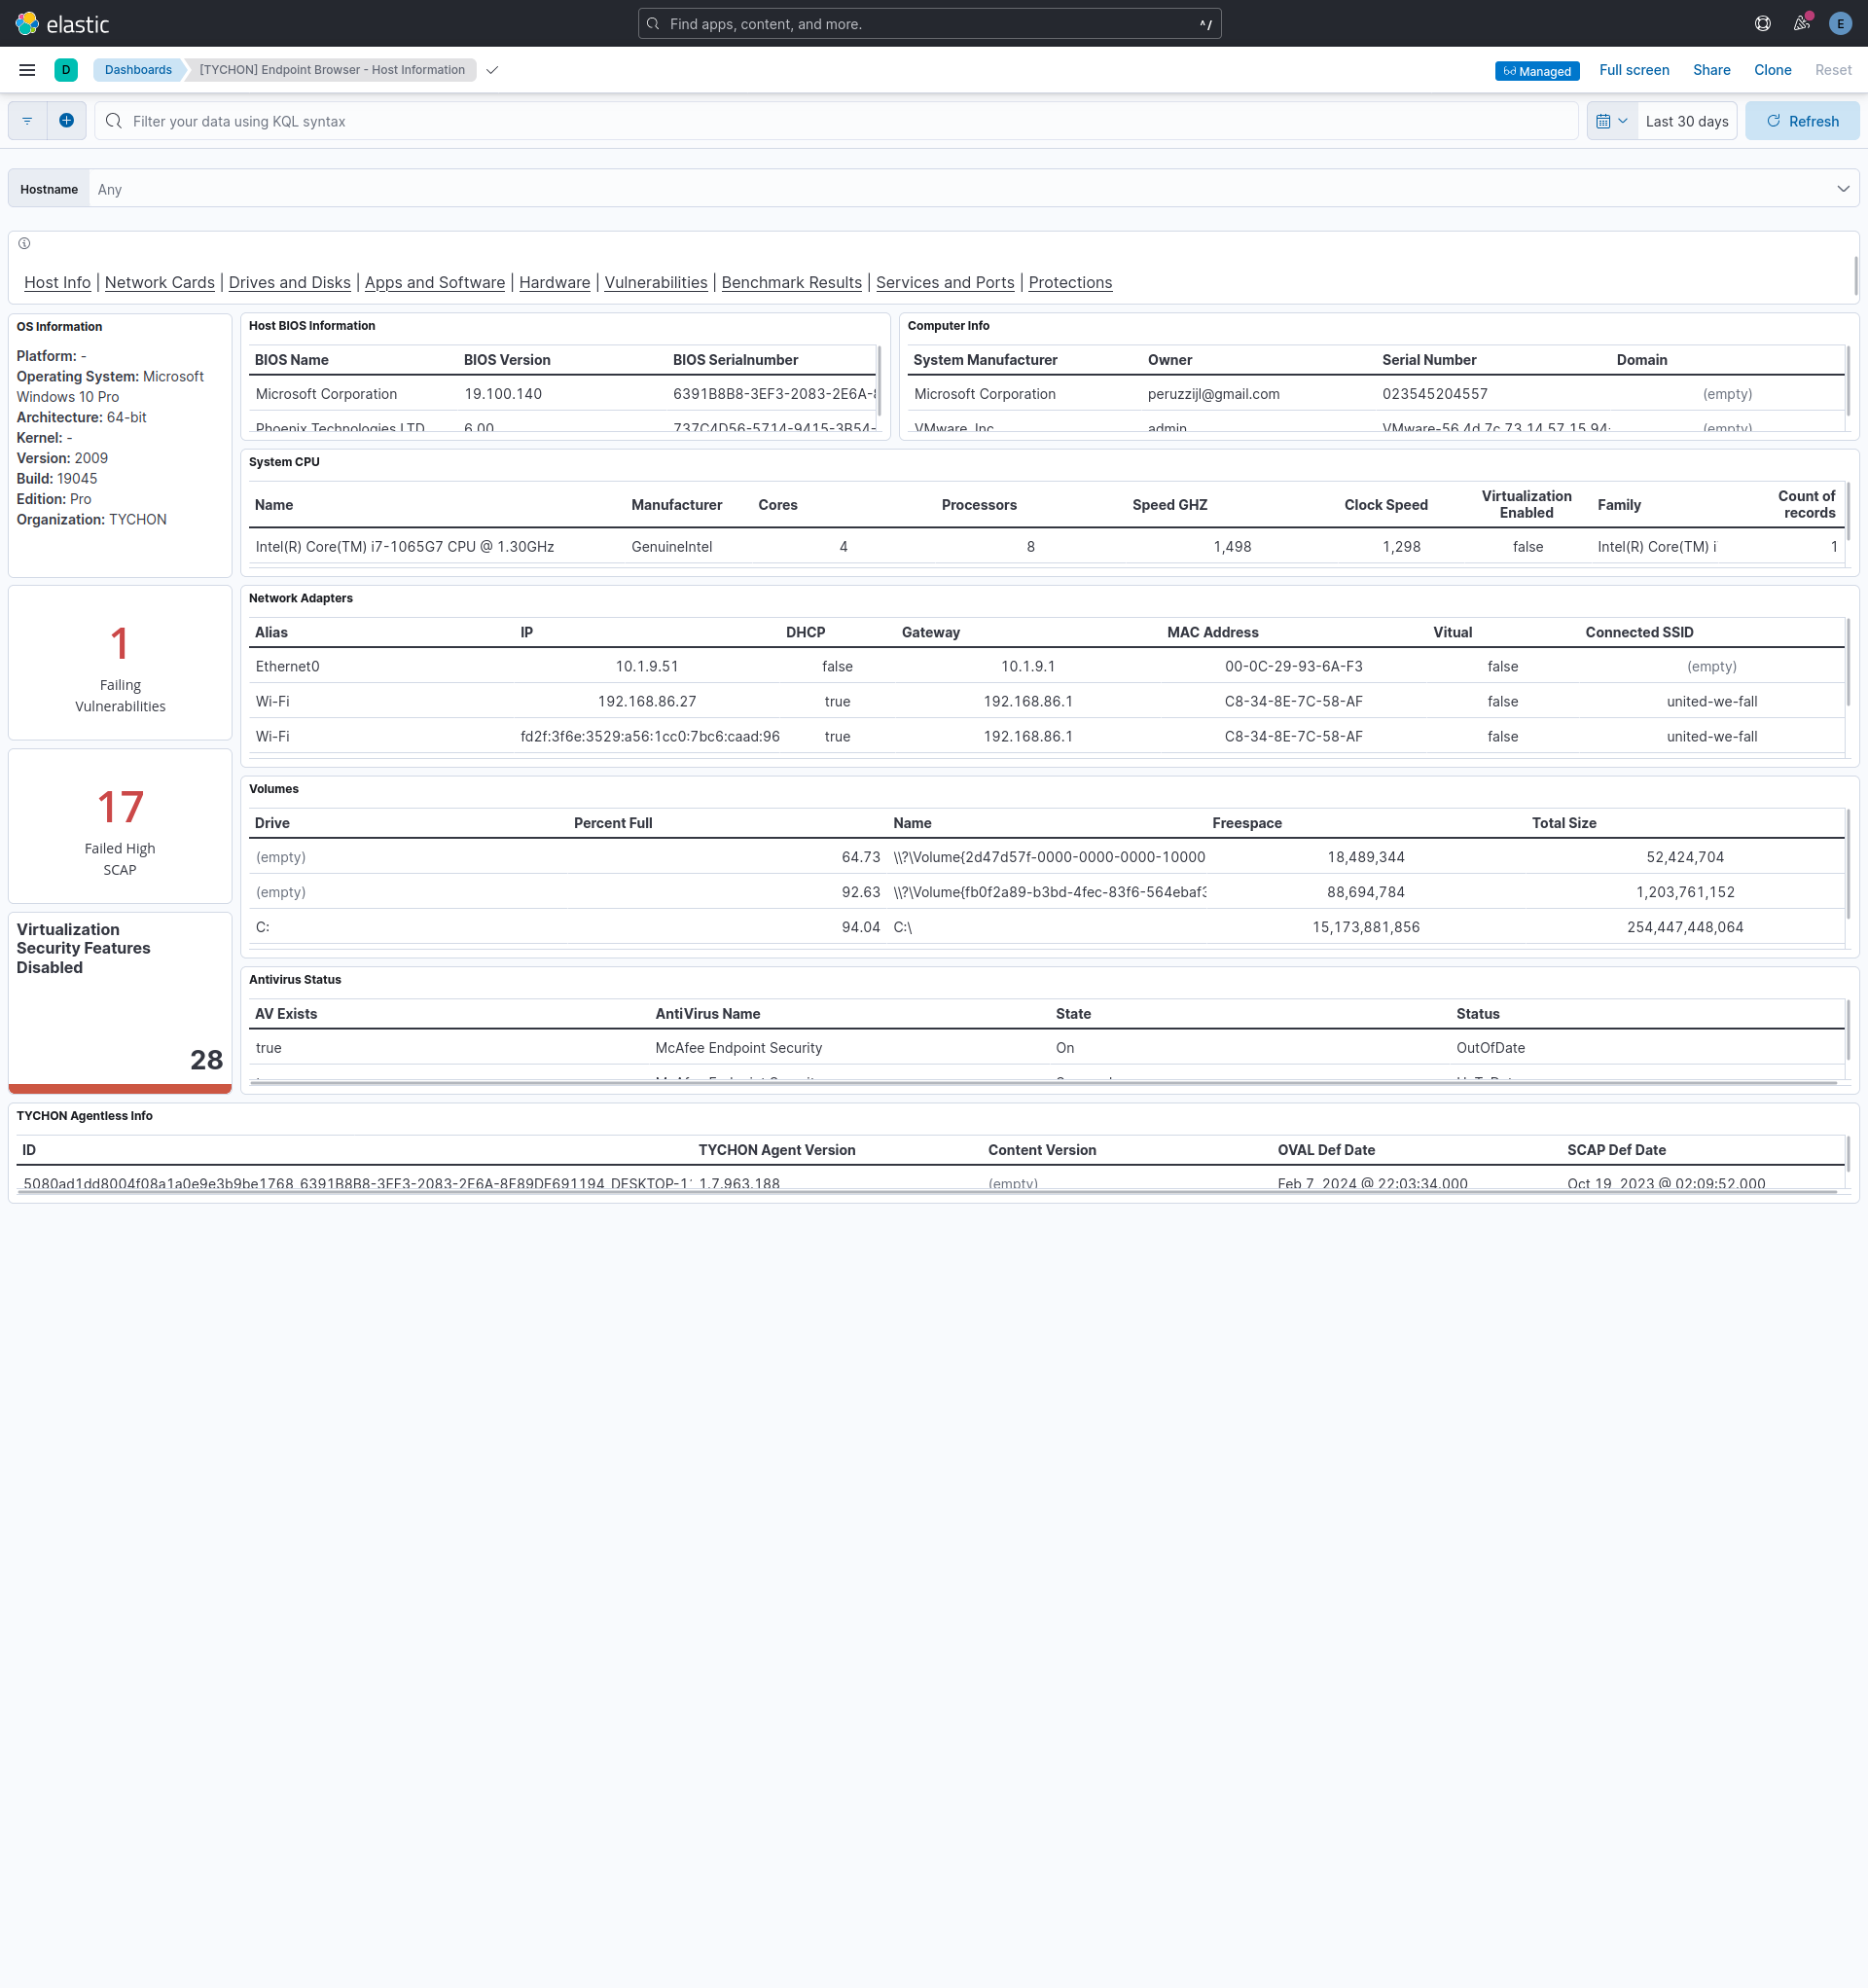 elastic
Find apps, content, and more.
^/
E
D
Dashboards
[TYCHON] Endpoint Browser - Host Information
Managed
Full screen
Share
Clone
Reset
Filter your data using KQL syntax
Last 30 days
Refresh
Hostname
Any
Host Info | Network Cards | Drives and Disks | Apps and Software | Hardware | Vulnerabilities | Benchmark Results | Services and Ports | Protections
OS Information
Platform: -
Operating System: Microsoft
Windows 10 Pro
Architecture: 64-bit
Kernel: -
Version: 2009
Build: 19045
Edition: Pro
Organization: TYCHON
Host BIOS Information
BIOS Name BIOS Version BIOS Serialnumber
Microsoft Corporation 19.100.140 6391B8B8-3EF3-2083-2E6A-
Phoenix Technologies LTD 6.00 737C4D56-5714-9415-3B54-
Computer Info
System Manufacturer Owner Serial Number Domain
Microsoft Corporation peruzzijl@gmail.com 023545204557 (empty)
VMware, Inc. admin VMware-56 4d 7c 73 14 57 15 94- (empty)
System CPU
Name Manufacturer Cores Processors Speed GHZ Clock Speed Virtualization Enabled Family Count of records
Intel(R) Core(TM) i7-1065G7 CPU @ 1.30GHz GenuineIntel 4 8 1,498 1,298 false Intel(R) Core(TM) i 1
1
Failing
Vulnerabilities
Network Adapters
Alias IP DHCP Gateway MAC Address Vitual Connected SSID
Ethernet0 10.1.9.51 false 10.1.9.1 00-0C-29-93-6A-F3 false (empty)
Wi-Fi 192.168.86.27 true 192.168.86.1 C8-34-8E-7C-58-AF false united-we-fall
Wi-Fi fd2f:3f6e:3529:a56:1cc0:7bc6:caad:96 true 192.168.86.1 C8-34-8E-7C-58-AF false united-we-fall
17
Failed High
SCAP
Volumes
Drive Percent Full Name Freespace Total Size
(empty) 64.73 \\?\Volume{2d47d57f-0000-0000-0000-10000 18,489,344 52,424,704
(empty) 92.63 \\?\Volume{fb0f2a89-b3bd-4fec-83f6-564ebaf3 88,694,784 1,203,761,152
C: 94.04 C:\ 15,173,881,856 254,447,448,064
Virtualization
Security Features
Disabled
28
Antivirus Status
AV Exists AntiVirus Name State Status
true McAfee Endpoint Security On OutOfDate
TYCHON Agentless Info
ID TYCHON Agent Version Content Version OVAL Def Date SCAP Def Date
5080ad1dd8004f08a1a0e9e3b9be1768_6391B8B8-3EF3-2083-2E6A-8F89DF691194_DESKTOP-1 1.7.963.188 (empty) Feb 7, 2024 @ 22:03:34.000 Oct 19, 2023 @ 02:09:52.000